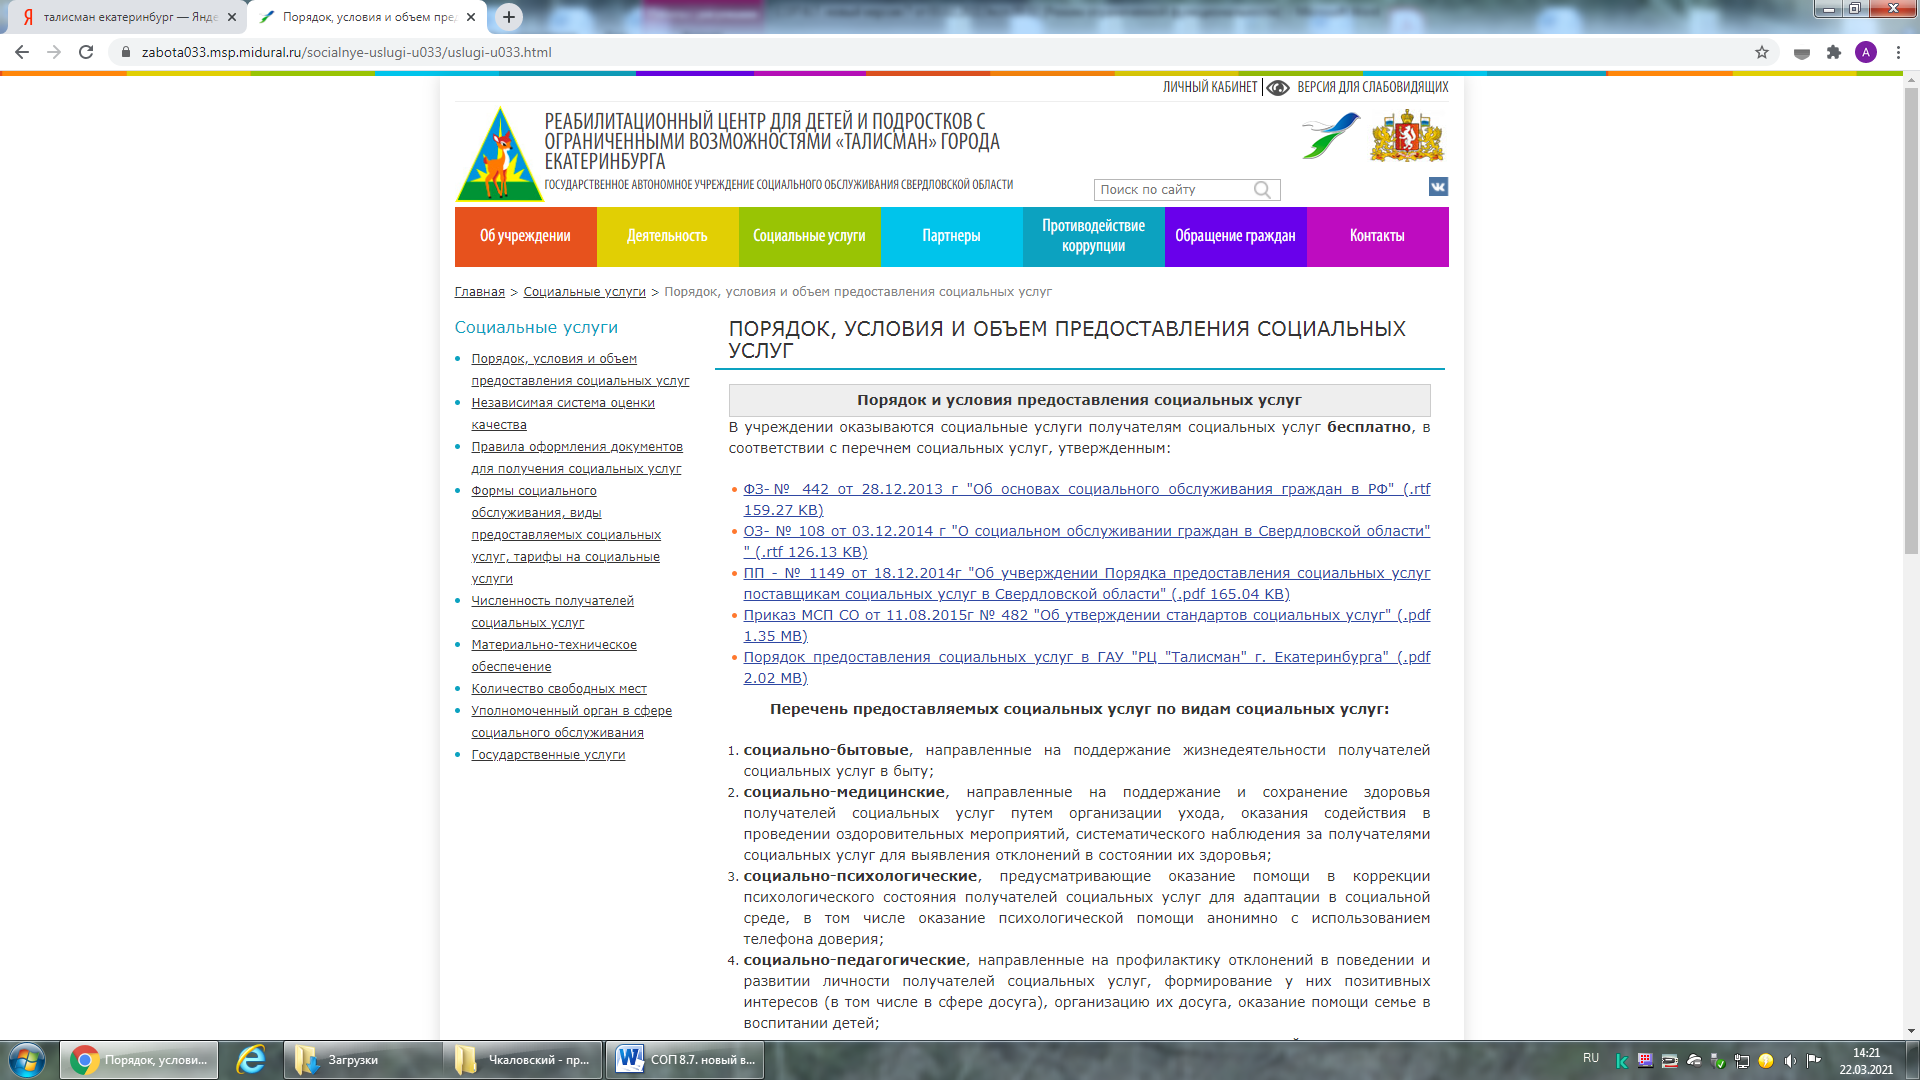 талисман екатеринбург — Янде
Порядок, условия и объем пре
zabota033.msp.midural.ru/socialnye-uslugi-u033/uslugi-u033.html
A
ЛИЧНЫЙ КАБИНЕТ
ВЕРСИЯ ДЛЯ СЛАБОВИДЯЩИХ
РЕАБИЛИТАЦИОННЫЙ ЦЕНТР ДЛЯ ДЕТЕЙ И ПОДРОСТКОВ С
ОГРАНИЧЕННЫМИ ВОЗМОЖНОСТЯМИ «ТАЛИСМАН» ГОРОДА
ЕКАТЕРИНБУРГА
ГОСУДАРСТВЕННОЕ АВТОНОМНОЕ УЧРЕЖДЕНИЕ СОЦИАЛЬНОГО ОБСЛУЖИВАНИЯ СВЕРДЛОВСКОЙ ОБЛАСТИ
Поиск по сайту
Об учреждении
Деятельность
Социальные услуги
Партнеры
Противодействие
коррупции
Обращение граждан
Контакты
Главная > Социальные услуги > Порядок, условия и объем предоставления социальных услуг
Социальные услуги
Порядок, условия и объем
предоставления социальных услуг
Независимая система оценки
качества
Правила оформления документов
для получения социальных услуг
Формы социального
обслуживания, виды
предоставляемых социальных
услуг, тарифы на социальные
услуги
Численность получателей
социальных услуг
Материально-техническое
обеспечение
Количество свободных мест
Уполномоченный орган в сфере
социального обслуживания
Государственные услуги
ПОРЯДОК, УСЛОВИЯ И ОБЪЕМ ПРЕДОСТАВЛЕНИЯ СОЦИАЛЬНЫХ
УСЛУГ
Порядок и условия предоставления социальных услуг
В учреждении оказываются социальные услуги получателям социальных услуг бесплатно, в
соответствии с перечнем социальных услуг, утвержденным:
ФЗ-№ 442 от 28.12.2013 г "Об основах социального обслуживания граждан в РФ" (.rtf
159.27 KB)
ОЗ- № 108 от 03.12.2014 г "О социальном обслуживании граждан в Свердловской области"
" (.rtf 126.13 KB)
ПП - № 1149 от 18.12.2014г "Об учверждении Порядка предоставления социальных услуг
поставщикам социальных услуг в Свердловской области" (.pdf 165.04 KB)
Приказ МСП СО от 11.08.2015г № 482 "Об утверждении стандартов социальных услуг" (.pdf
1.35 MB)
Порядок предоставления социальных услуг в ГАУ "РЦ "Талисман" г. Екатеринбурга" (.pdf
2.02 MB)
Перечень предоставляемых социальных услуг по видам социальных услуг:
1. социально-бытовые, направленные на поддержание жизнедеятельности получателей
социальных услуг в быту;
2. социально-медицинские, направленные на поддержание и сохранение здоровья
получателей социальных услуг путем организации ухода, оказания содействия в
проведении оздоровительных мероприятий, систематического наблюдения за получателями
социальных услуг для выявления отклонений в состоянии их здоровья;
3. социально-психологические, предусматривающие оказание помощи в коррекции
психологического состояния получателей социальных услуг для адаптации в социальной
среде, в том числе оказание психологической помощи анонимно с использованием
телефона доверия;
4. социально-педагогические, направленные на профилактику отклонений в поведении и
развитии личности получателей социальных услуг, формирование у них позитивных
интересов (в том числе в сфере досуга), организацию их досуга, оказание помощи семье в
воспитании детей;
Порядок, услови...
Загрузки
Чкаловский - пр...
СОП 8.7. новый в...
RU
14:21
22.03.2021